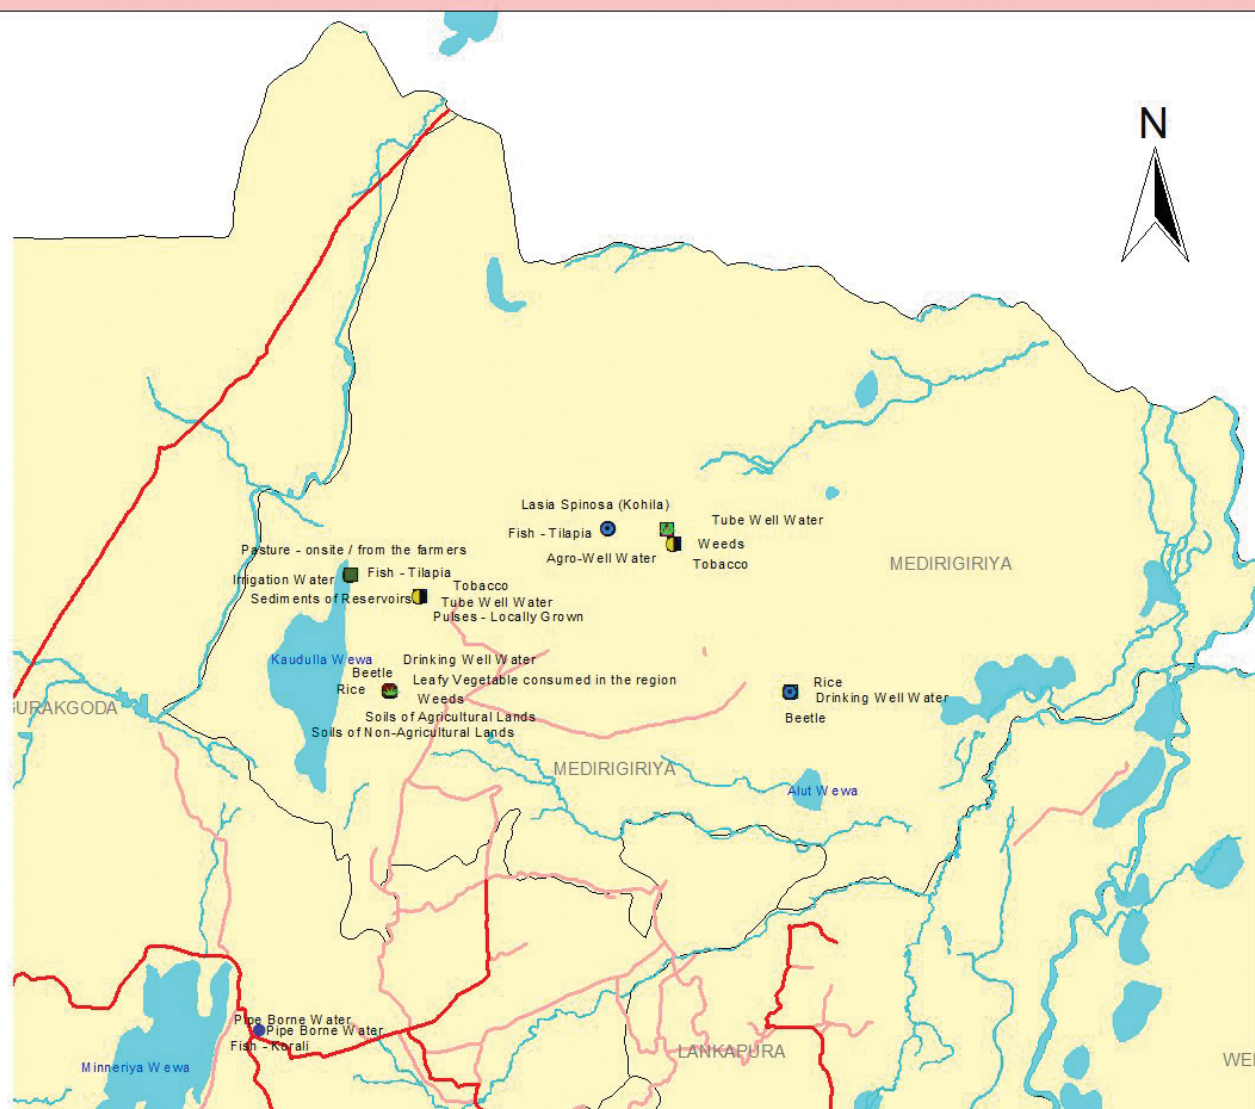 N
Lasia Spinosa (Kohila)
Tube Well Water
Fish - Tilapia
Weeds
Agro-Well Water
Tobacco
MEDIRIGIRIYA
Pasture - onsite / from the farmers
Irrigation Water
Fish - Tilapia
Tobacco
Sediments of Reservoirs
Tube Well Water
Pulses - Locally Grown
Kaudulla Wewa
Drinking Well Water
Beetle
Leafy Vegetable consumed in the region
Rice
Weeds
Rice
Drinking Well Water
GURAKGODA
Soils of Agricultural Lands
Beetle
Soils of Non-Agricultural Lands
MEDIRIGIRIYA
Alut Wewa
Pipe Borne Water
Pipe Borne Water
Fish - Korali
LANKAPURA
Minneriya Wewa
WEL